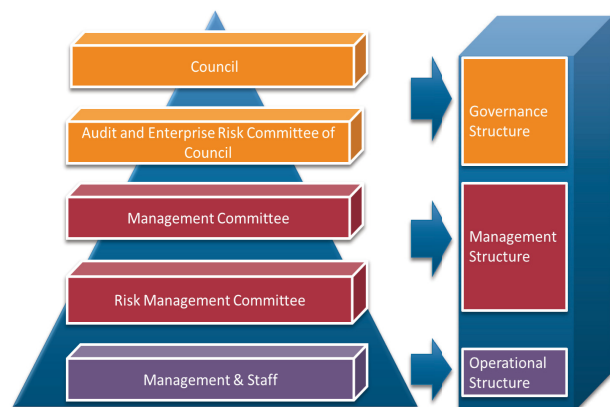 Council
Governance
Structure
Audit and Enterprise Risk Committee of
Council
Management Committee
Management
Structure
Risk Management Committee
Management & Staff
Operational
Structure